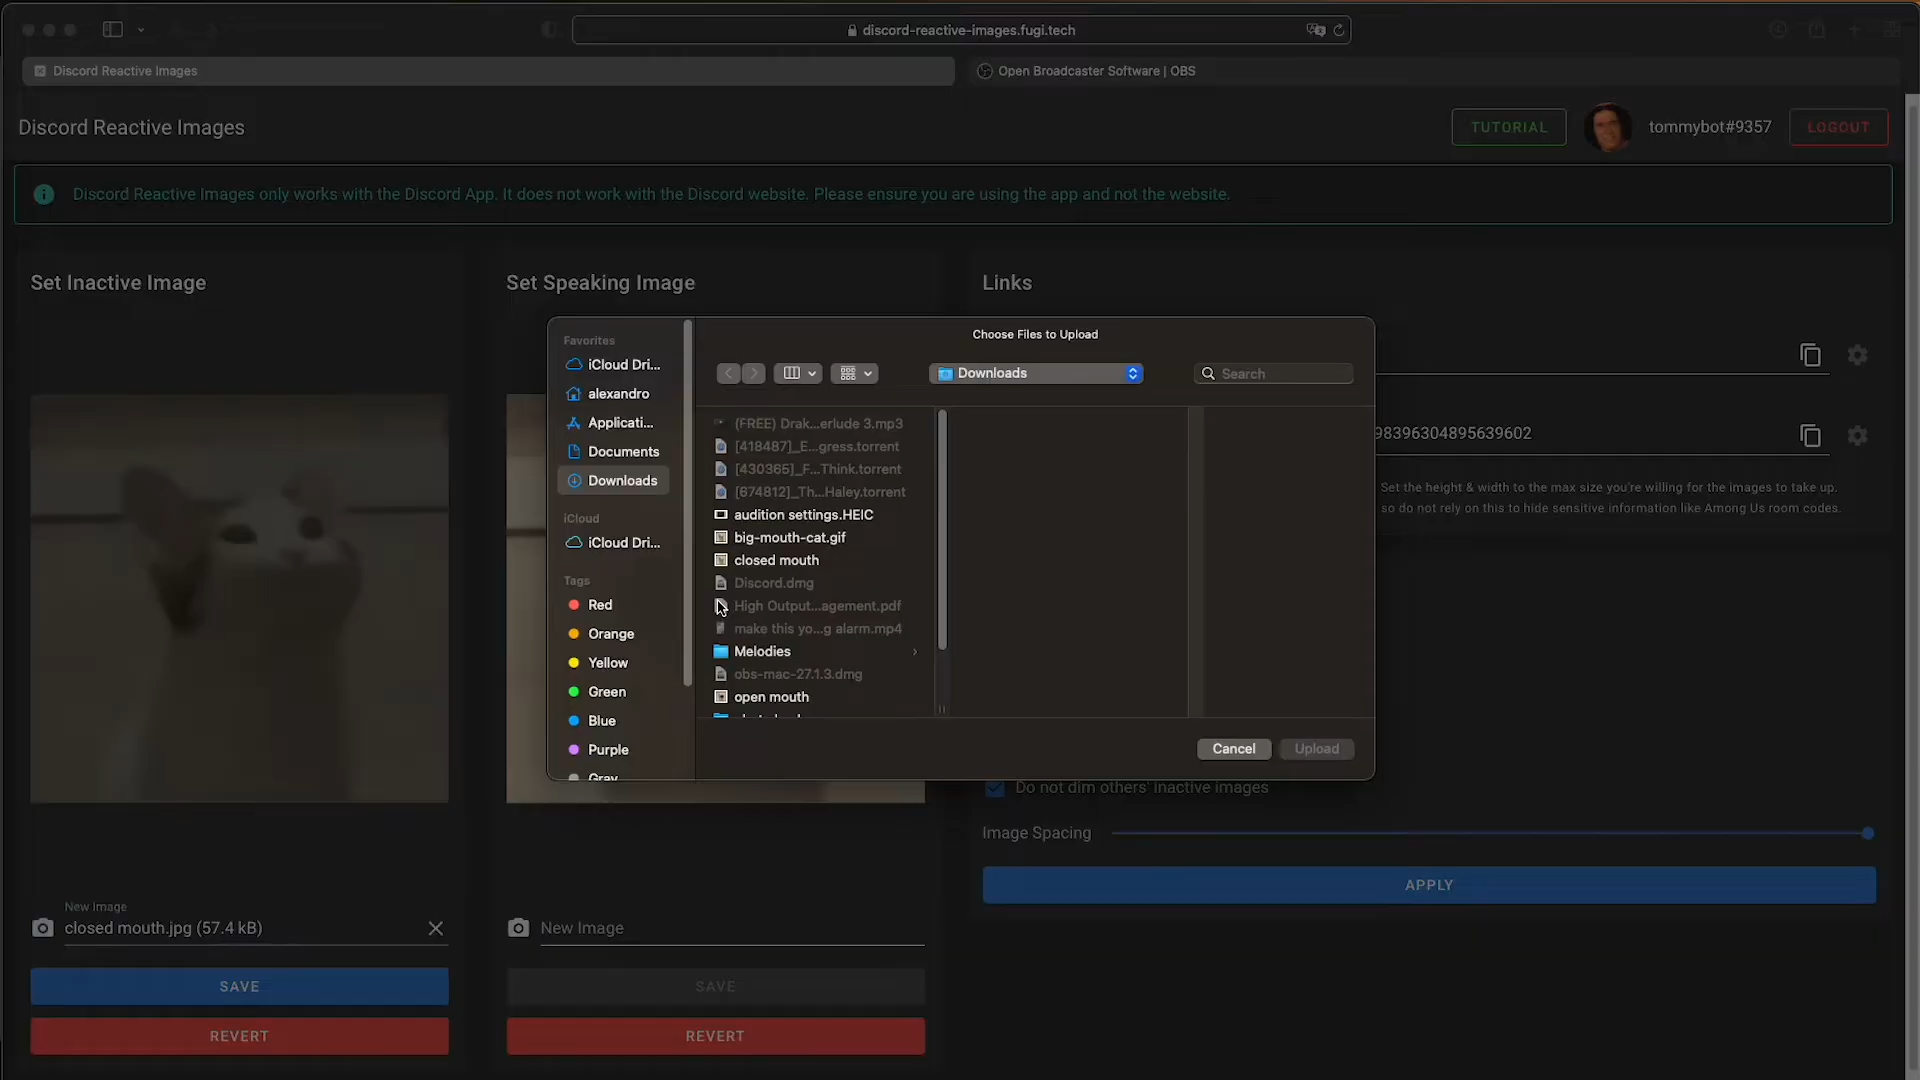 discord-reactive-images.fugi.tech
Discord Reactive Images
Open Broadcaster Software | OBS
Discord Reactive Images
TUTORIAL
tommybot#9357
LOGOUT
Discord Reactive Images only works with the Discord App. It does not work with the Discord website. Please ensure you are using the app and not the website.
Set Inactive Image
Set Speaking Image
Links
Choose Files to Upload
Favorites
iCloud Dri...
alexandro
Applicati...
Documents
Downloads
iCloud
iCloud Dri...
Tags
Red
Orange
Yellow
Green
Blue
Purple
Gray
Downloads
Search
(FREE) Drak...erlude 3.mp3
[418487]_E...gress.torrent
[430365]_F...Think.torrent
[674812]_Th...Haley.torrent
audition settings.HEIC
big-mouth-cat.gif
closed mouth
Discord.dmg
High Output...agement.pdf
make this yo...g alarm.mp4
Melodies
obs-mac-27.1.3.dmg
open mouth
Cancel
Upload
98396304895639602
Set the height & width to the max size you're willing for the images to take up.
so do not rely on this to hide sensitive information like Among Us room codes.
Do not dim others' inactive images
Image Spacing
APPLY
New Image
closed mouth.jpg (57.4 kB)
New Image
SAVE
SAVE
REVERT
REVERT